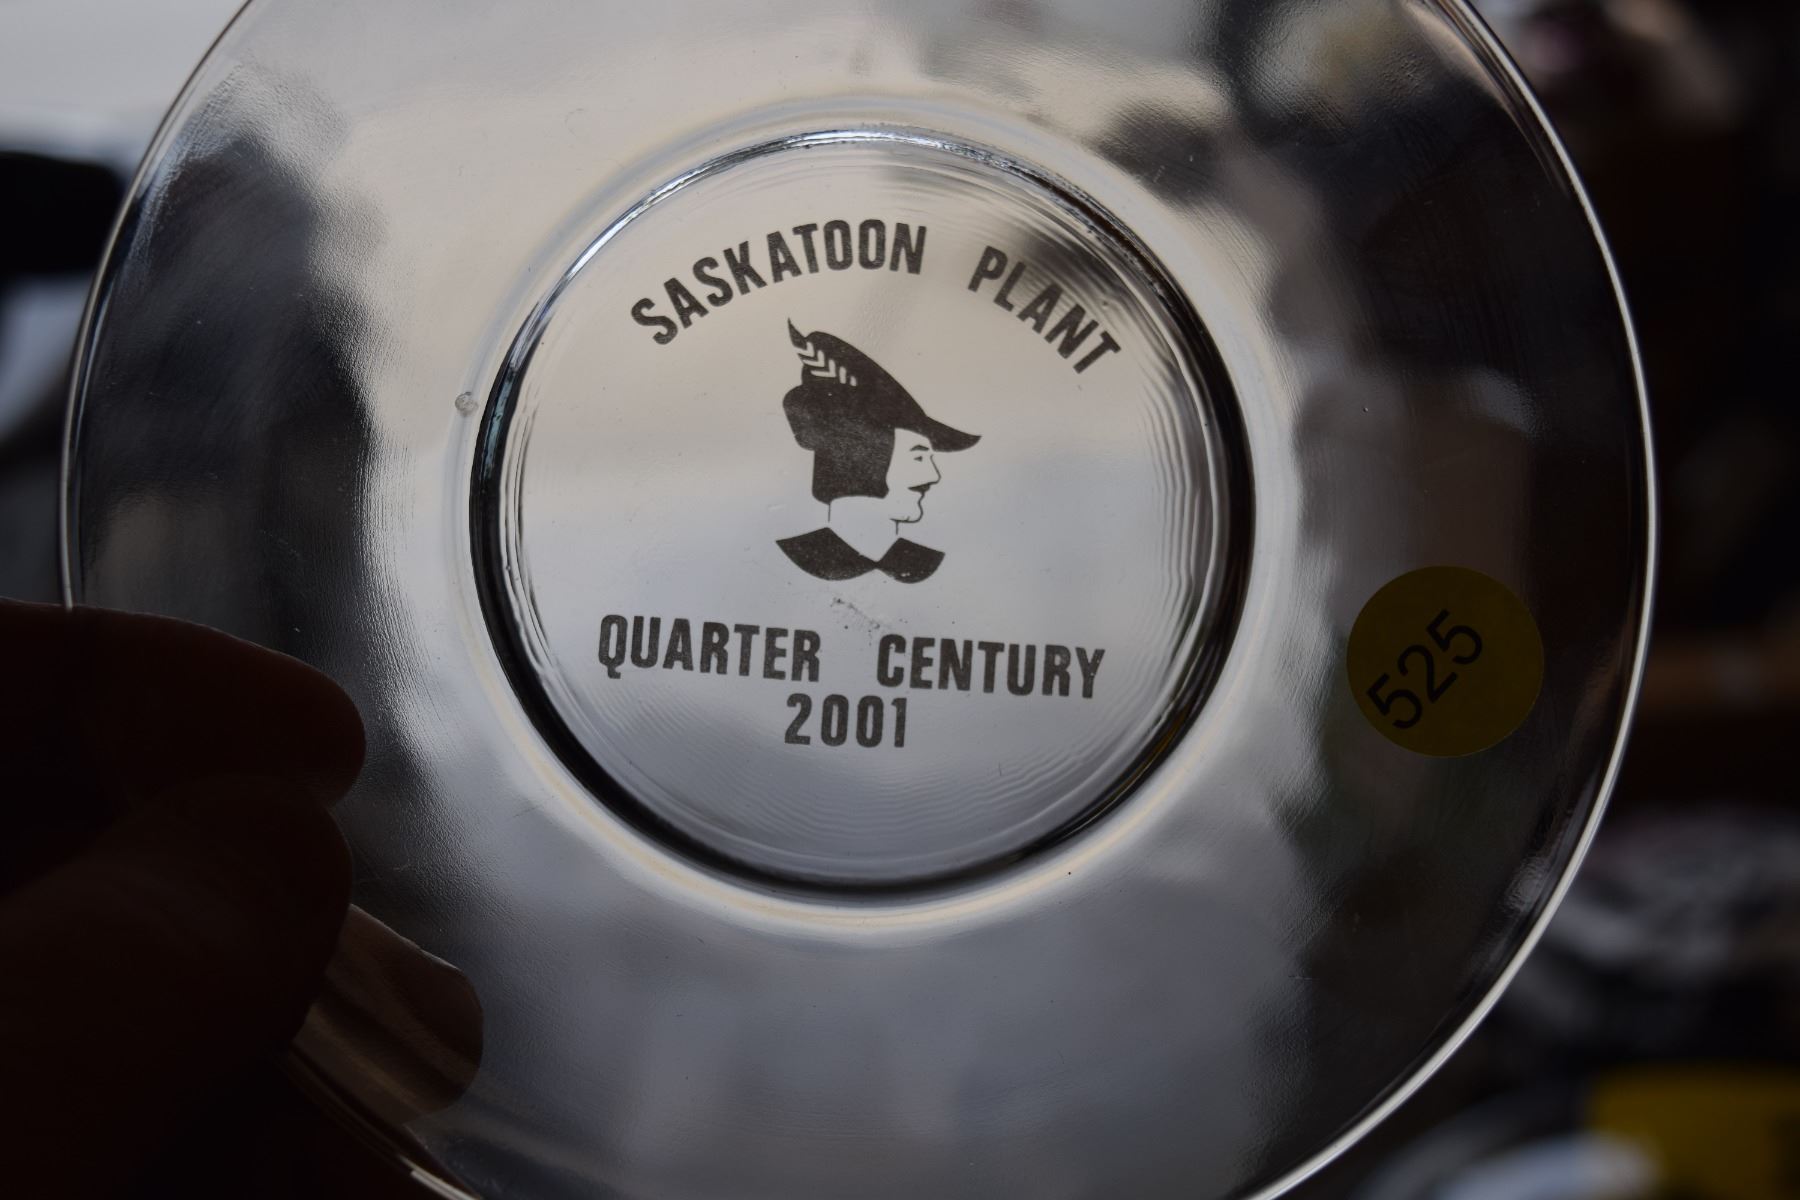 SASKATOON PLANT
QUARTER CENTURY
2001
525